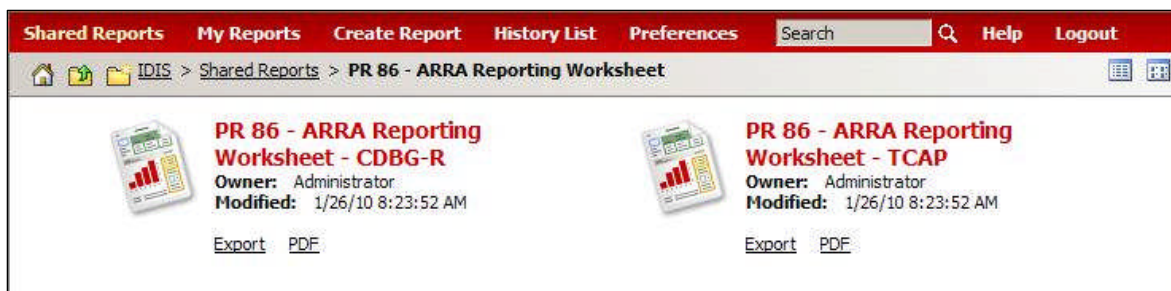 Shared Reports My Reports Create Report History List Preferences Search Help Logout
IDIS > Shared Reports > PR 86 - ARRA Reporting Worksheet
PR 86 - ARRA Reporting
Worksheet - CDBG-R
Owner: Administrator
Modified: 1/26/10 8:23:52 AM
Export PDF
PR 86 - ARRA Reporting
Worksheet - TCAP
Owner: Administrator
Modified: 1/26/10 8:23:52 AM
Export PDF